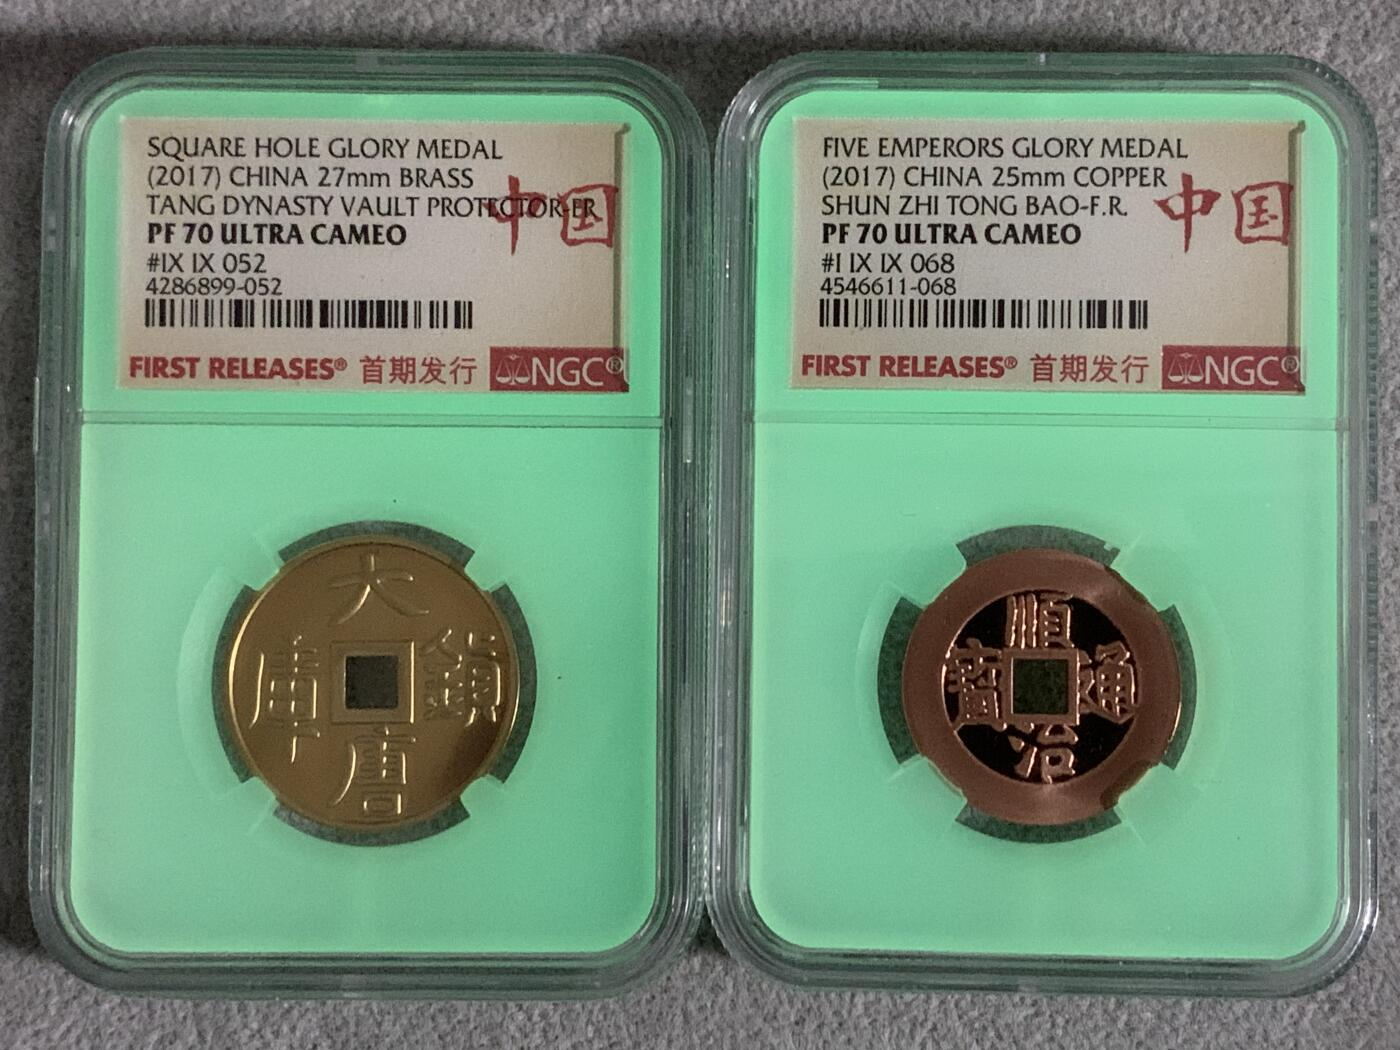 SQUARE HOLE GLORY MEDAL
(2017) CHINA 27mm BRASS
TANG DYNASTY VAULT PROTECTOR-ER
PF 70 ULTRA CAMEO
#IX IX 052
4286899-052
中国
FIRST RELEASES® 首期发行 NGC®
大
唐
FIVE EMPERORS GLORY MEDAL
(2017) CHINA 25mm COPPER
SHUN ZHI TONG BAO-F.R.
PF 70 ULTRA CAMEO
#I IX IX 068
4546611-068
中国
FIRST RELEASES® 首期发行 NGC®
順
治
通
寶